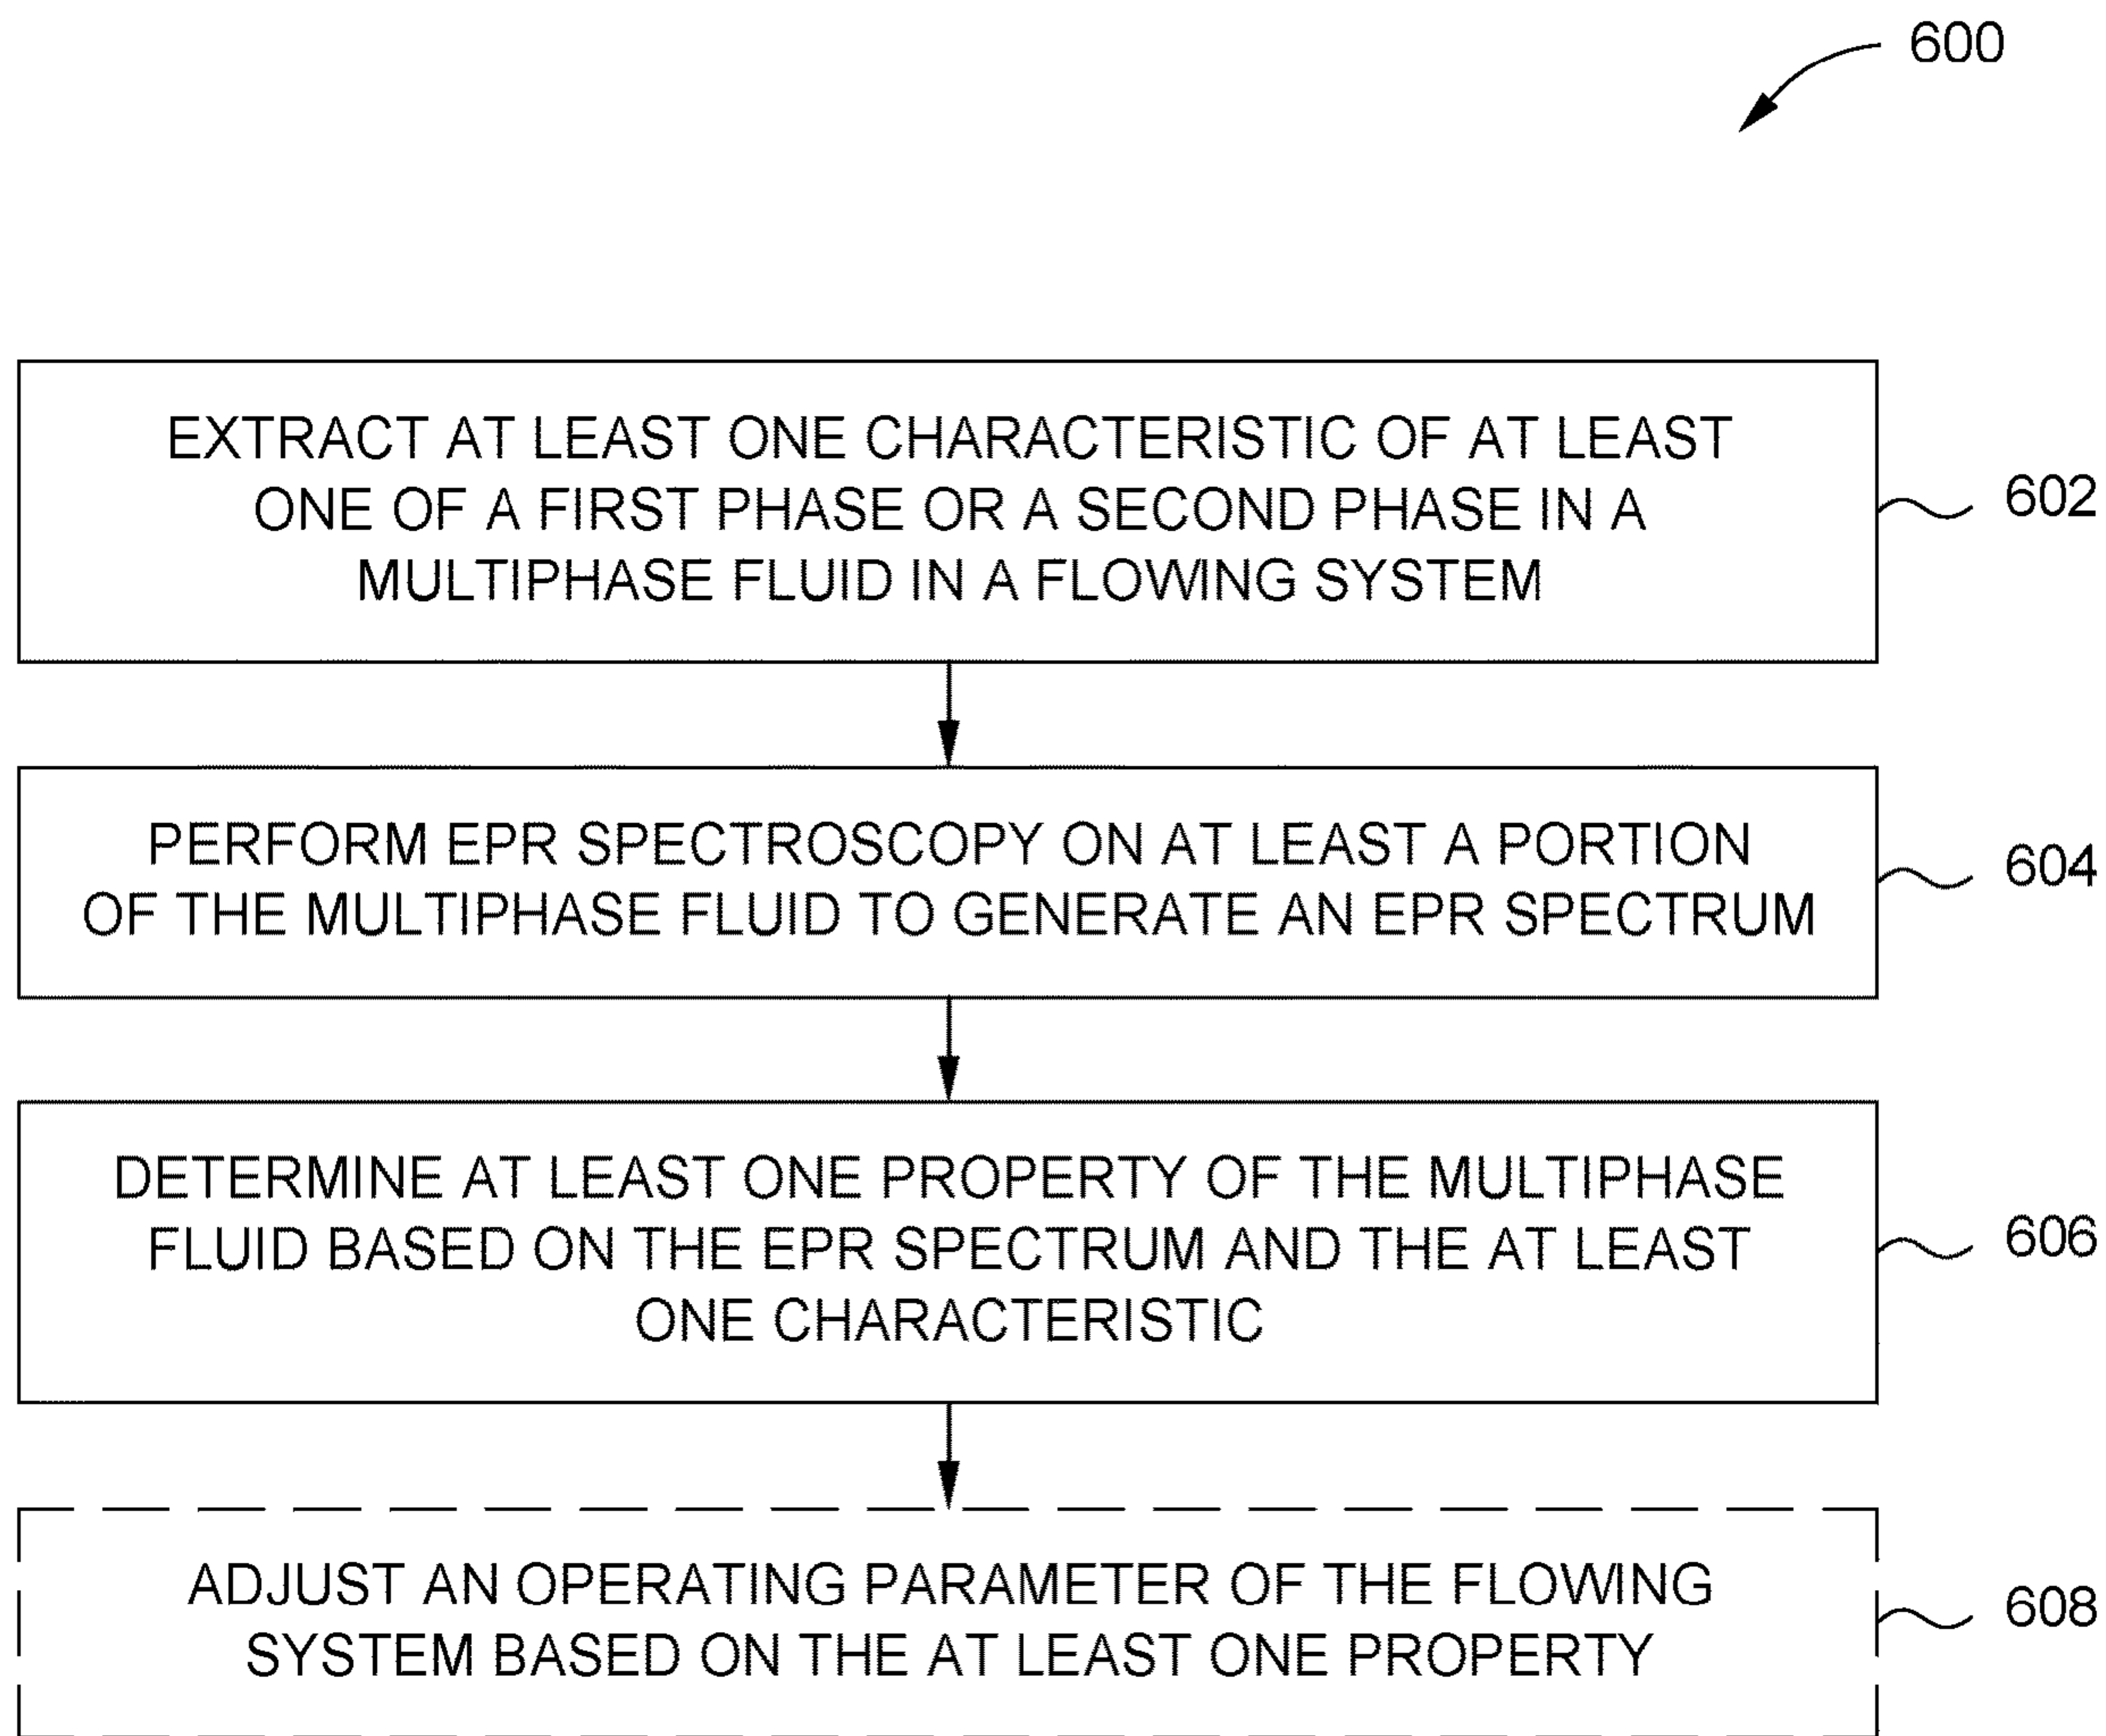 600
EXTRACT AT LEAST ONE CHARACTERISTIC OF AT LEAST
ONE OF A FIRST PHASE OR A SECOND PHASE IN A
MULTIPHASE FLUID IN A FLOWING SYSTEM
602
PERFORM EPR SPECTROSCOPY ON AT LEAST A PORTION
OF THE MULTIPHASE FLUID TO GENERATE AN EPR SPECTRUM
604
DETERMINE AT LEAST ONE PROPERTY OF THE MULTIPHASE
FLUID BASED ON THE EPR SPECTRUM AND THE AT LEAST
ONE CHARACTERISTIC
606
ADJUST AN OPERATING PARAMETER OF THE FLOWING
SYSTEM BASED ON THE AT LEAST ONE PROPERTY
608